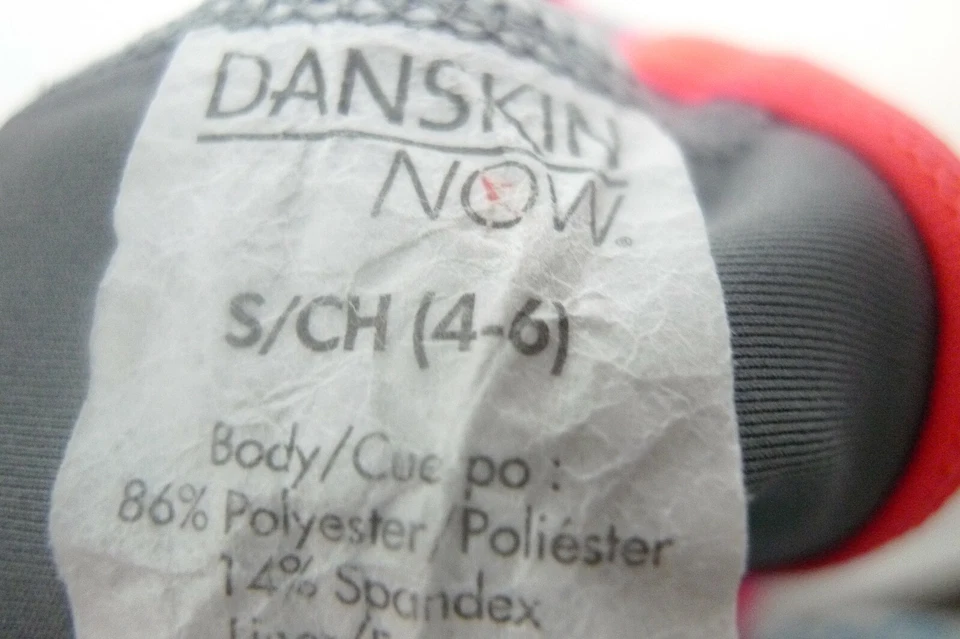 DANSKIN
NOW®
S/CH (4-6)
Body/Cue po :
86% Polyester/Poliéster
14% Spandex